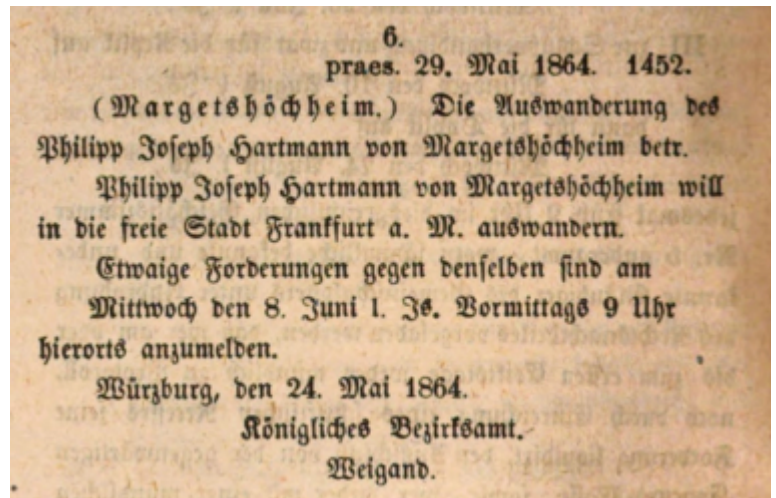 6.
praes. 29. Mai 1864. 1452.
(Margetshöchheim.) Die Auswanderung des
Philipp Joseph Hartmann von Margetshöchheim betr.
Philipp Joseph Hartmann von Margetshöchheim will
in die freie Stadt Frankfurt a. M. auswandern.
Etwaige Forderungen gegen denselben sind am
Mittwoch den 8. Juni l. Js. Vormittags 9 Uhr
hierorts anzumelden.
Würzburg, den 24. Mai 1864.
Königliches Bezirksamt.
Weigand.